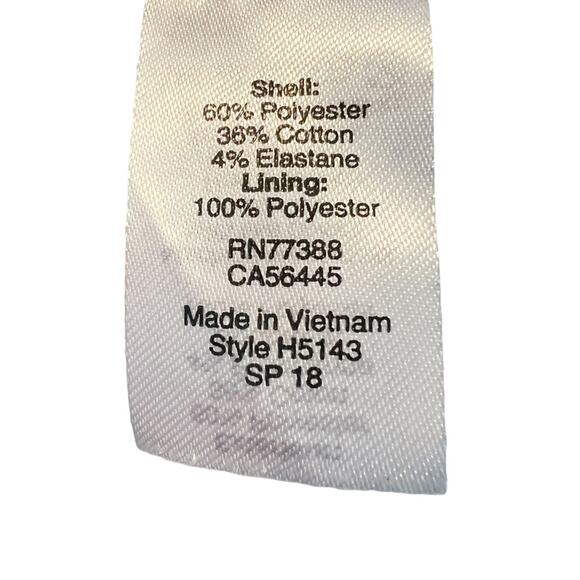 Shell:
60% Polyester
36% Cotton
4% Elastane
Lining:
100% Polyester
RN77388
CA56445
Made in Vietnam
Style H5143
SP 18